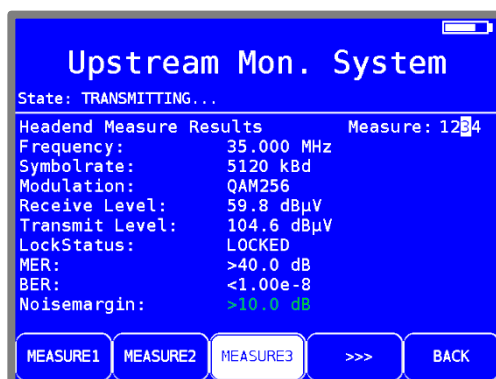 Upstream Mon. System
State: TRANSMITTING...
Headend Measure Results Measure: 1234
Frequency: 35.000 MHz
Symbolrate: 5120 kBd
Modulation: QAM256
Receive Level: 59.8 dBµV
Transmit Level: 104.6 dBµV
LockStatus: LOCKED
MER: >40.0 dB
BER: <1.00e-8
Noisemargin: >10.0 dB
MEASURE1 MEASURE2 MEASURE3 >>> BACK